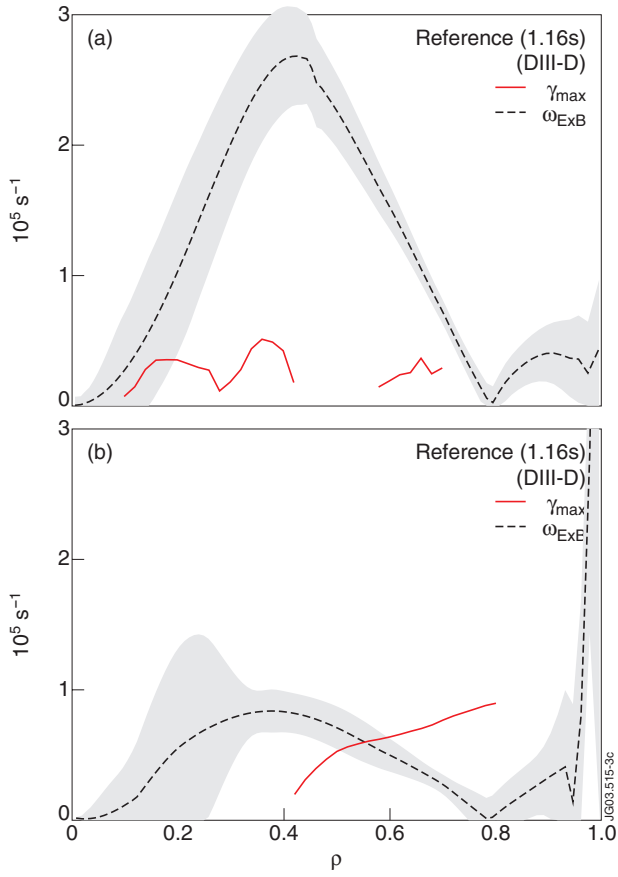 3
(a)
Reference (1.16s)
(DIII-D)
γmax
ωExB
2
10⁵ s⁻¹
1
0
3
(b)
Reference (1.16s)
(DIII-D)
γmax
ωExB
2
10⁵ s⁻¹
1
0
0
0.2
0.4
0.6
0.8
1.0
ρ
JG03.515-3c